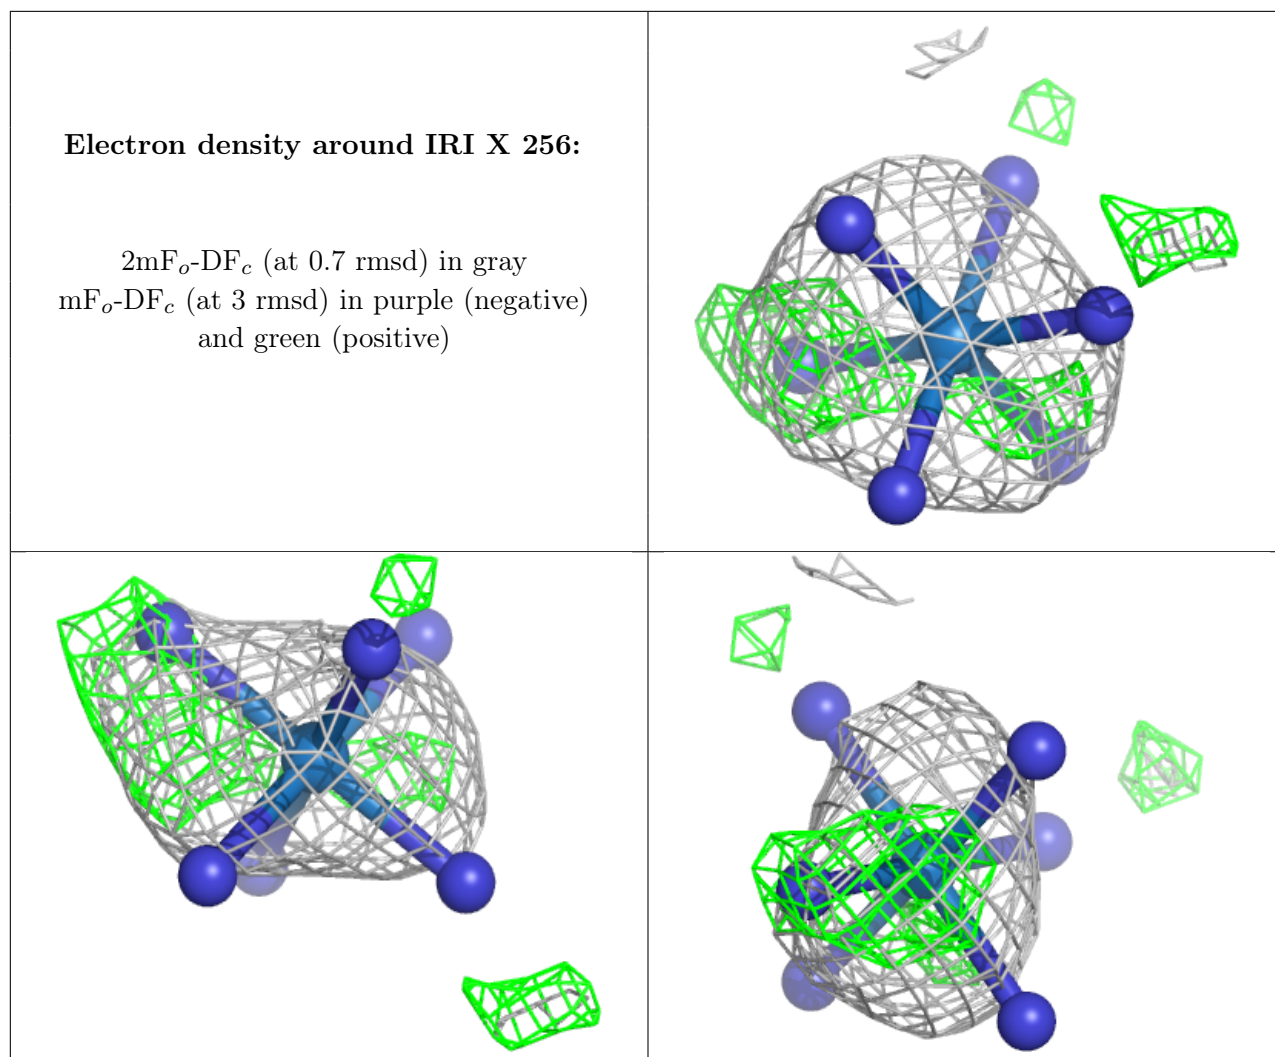 Electron density around IRI X 256:
2mFₒ-DF𝒸 (at 0.7 rmsd) in gray
mFₒ-DF𝒸 (at 3 rmsd) in purple (negative)
and green (positive)